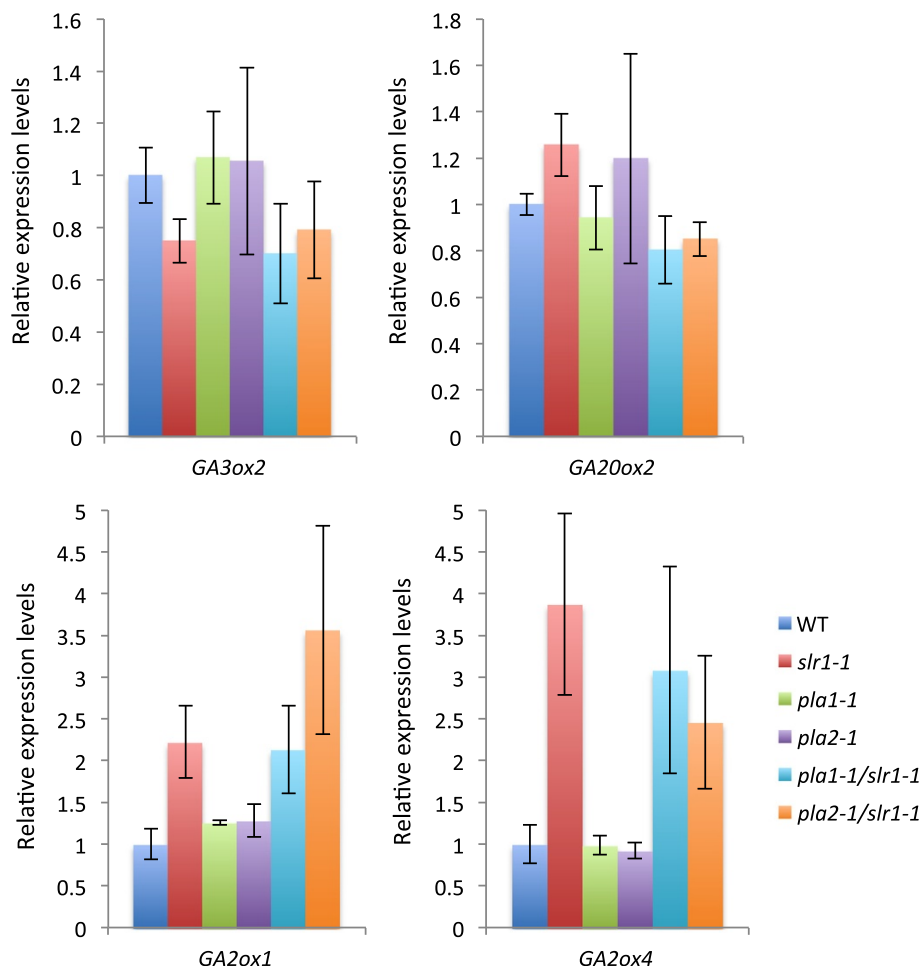 Relative expression levels
1.6
1.4
1.2
1
0.8
0.6
0.4
0.2
0
GA3ox2
Relative expression levels
1.8
1.6
1.4
1.2
1
0.8
0.6
0.4
0.2
0
GA20ox2
Relative expression levels
5
4.5
4
3.5
3
2.5
2
1.5
1
0.5
0
GA2ox1
Relative expression levels
5
4.5
4
3.5
3
2.5
2
1.5
1
0.5
0
GA2ox4
WT
slr1-1
pla1-1
pla2-1
pla1-1/slr1-1
pla2-1/slr1-1